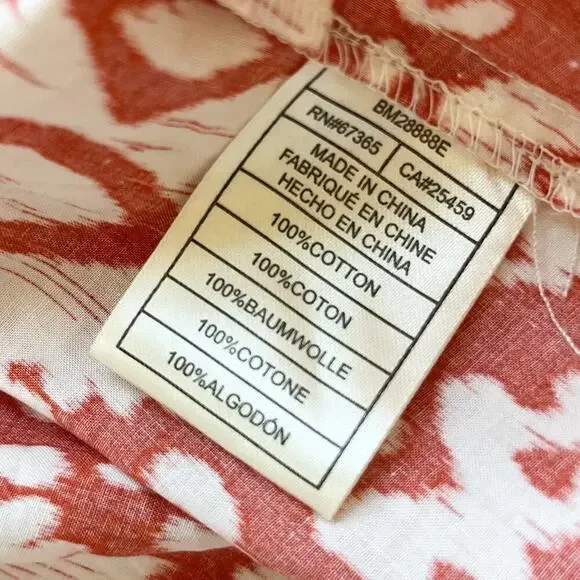 BM28888E
RN#67365 CA#25459
MADE IN CHINA
FABRIQUÉ EN CHINE
HECHO EN CHINA
100%COTTON
100%COTON
100%BAUMWOLLE
100%COTONE
100%ALGODÓN